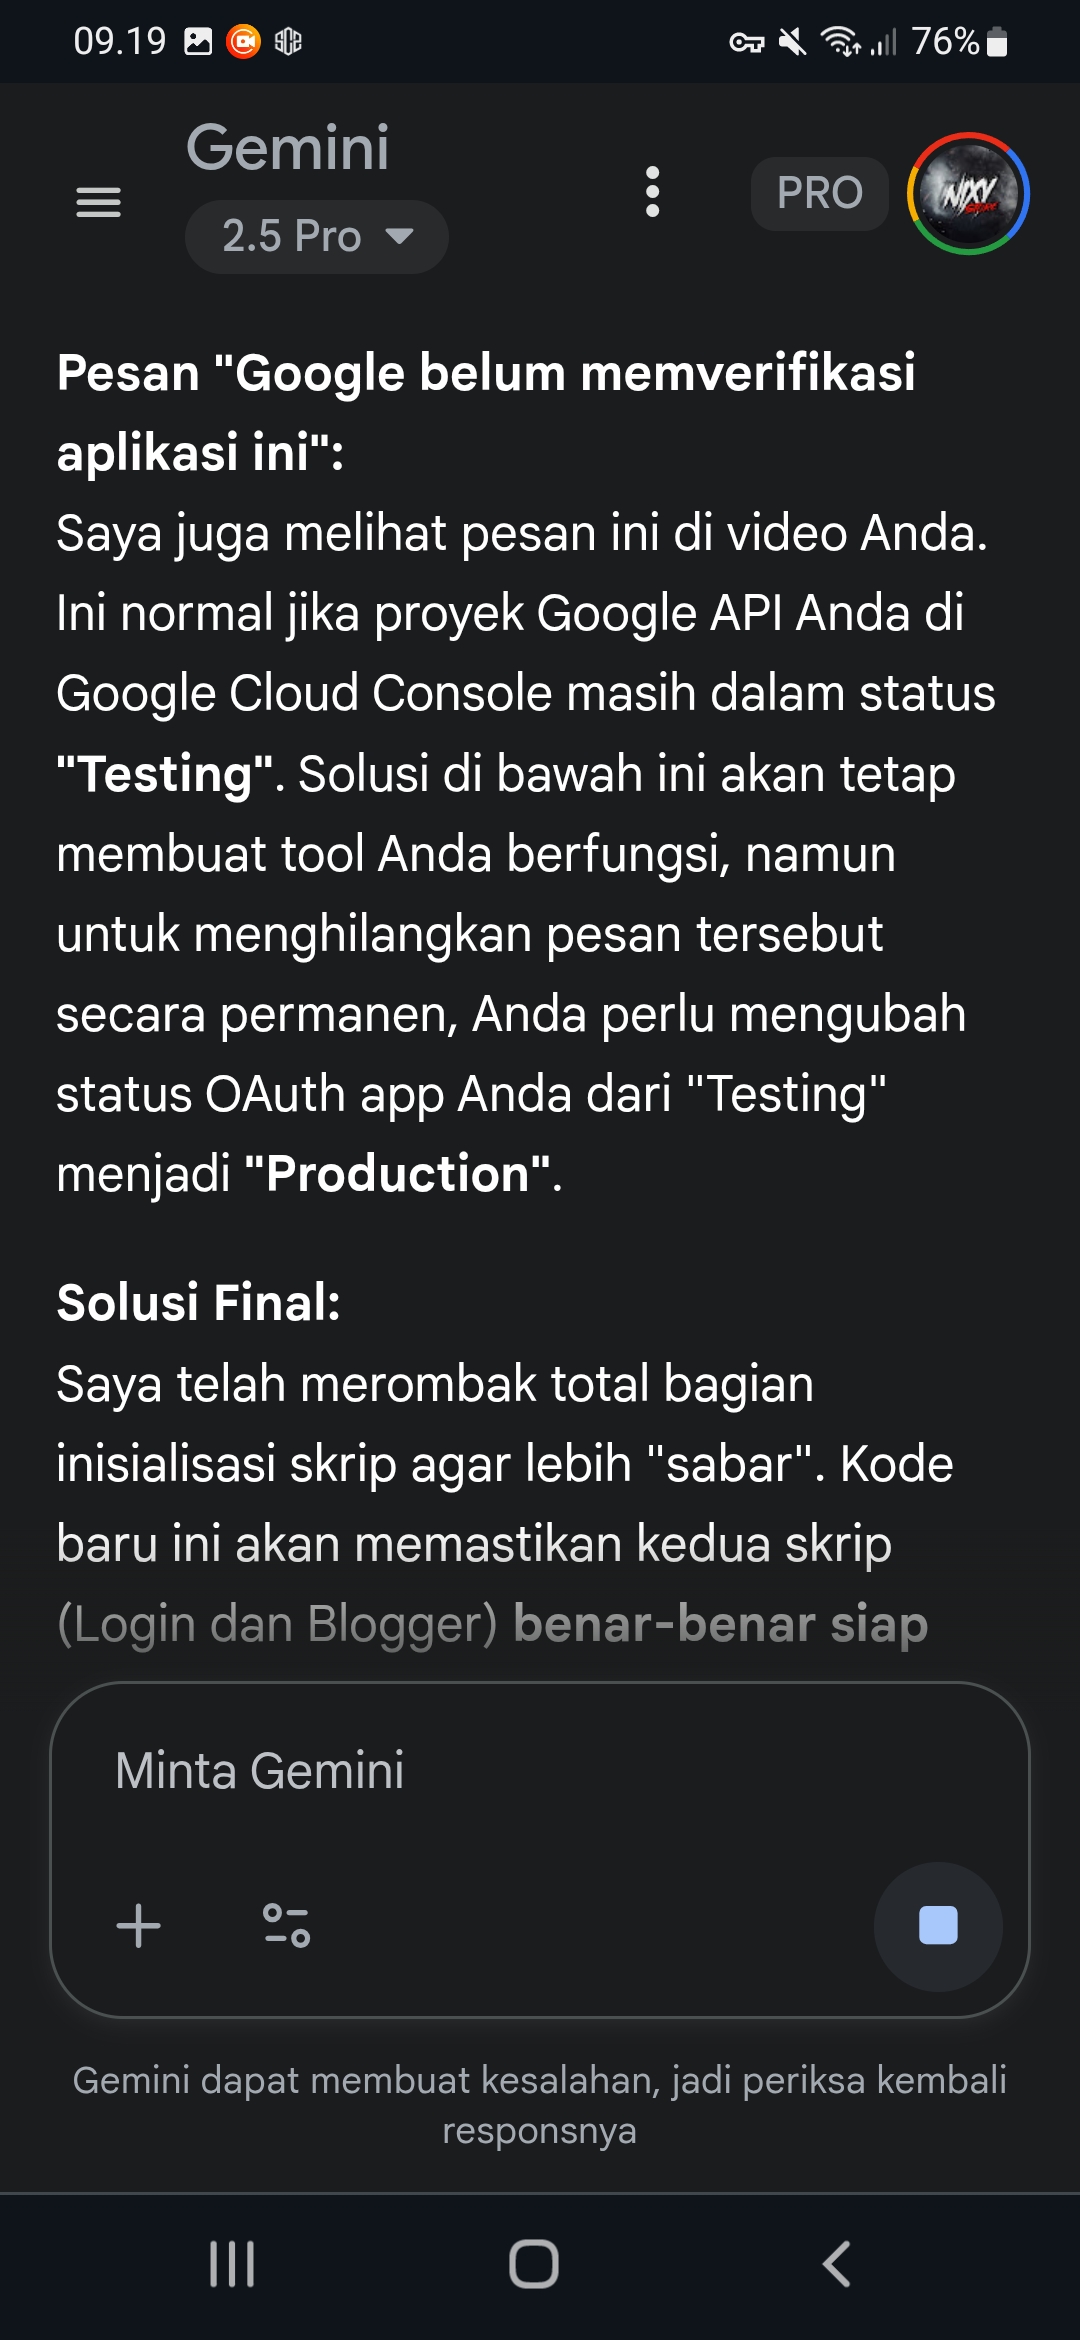 09.19
76%
Gemini
2.5 Pro
PRO
NIXY
Pesan "Google belum memverifikasi
aplikasi ini":
Saya juga melihat pesan ini di video Anda.
Ini normal jika proyek Google API Anda di
Google Cloud Console masih dalam status
"Testing". Solusi di bawah ini akan tetap
membuat tool Anda berfungsi, namun
untuk menghilangkan pesan tersebut
secara permanen, Anda perlu mengubah
status OAuth app Anda dari "Testing"
menjadi "Production".
Solusi Final:
Saya telah merombak total bagian
inisialisasi skrip agar lebih "sabar". Kode
baru ini akan memastikan kedua skrip
(Login dan Blogger) benar-benar siap
Minta Gemini
Gemini dapat membuat kesalahan, jadi periksa kembali
responsnya